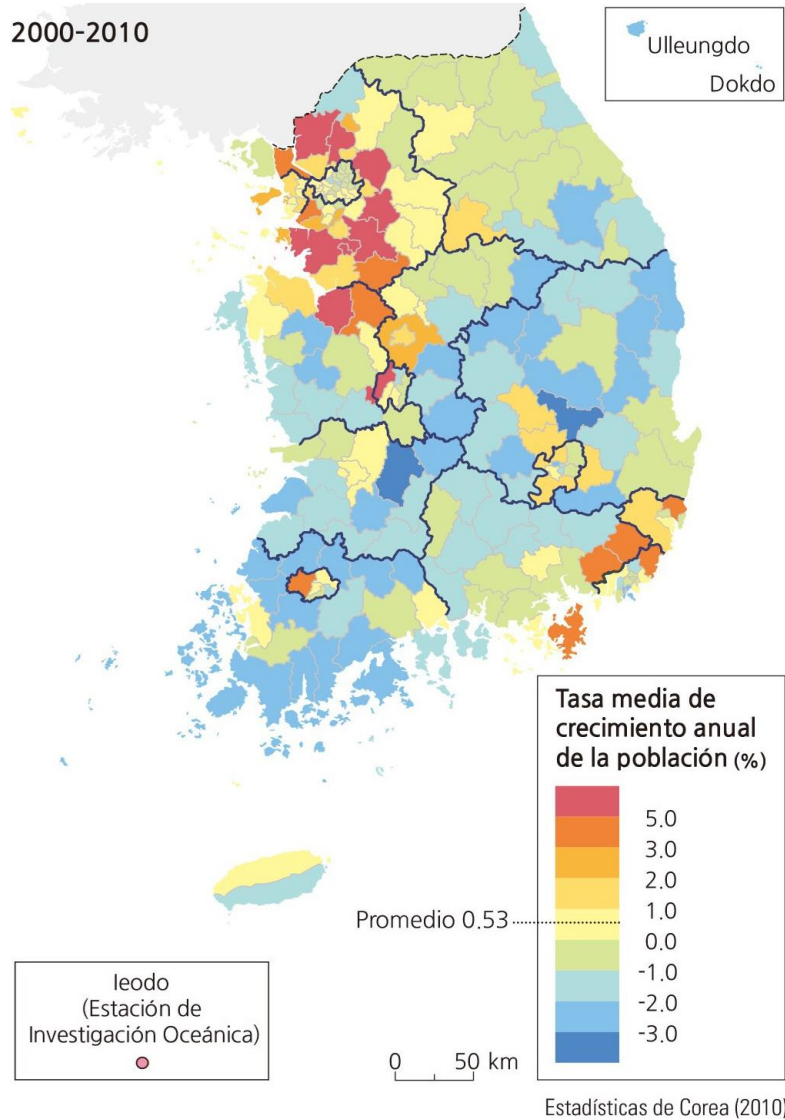 2000-2010
Ulleungdo
Dokdo
Tasa media de
crecimiento anual
de la población (%)
5.0
3.0
2.0
1.0
Promedio 0.53
0.0
-1.0
-2.0
-3.0
Ieodo
(Estación de
Investigación Oceánica)
0 50 km
Estadísticas de Corea (2010)